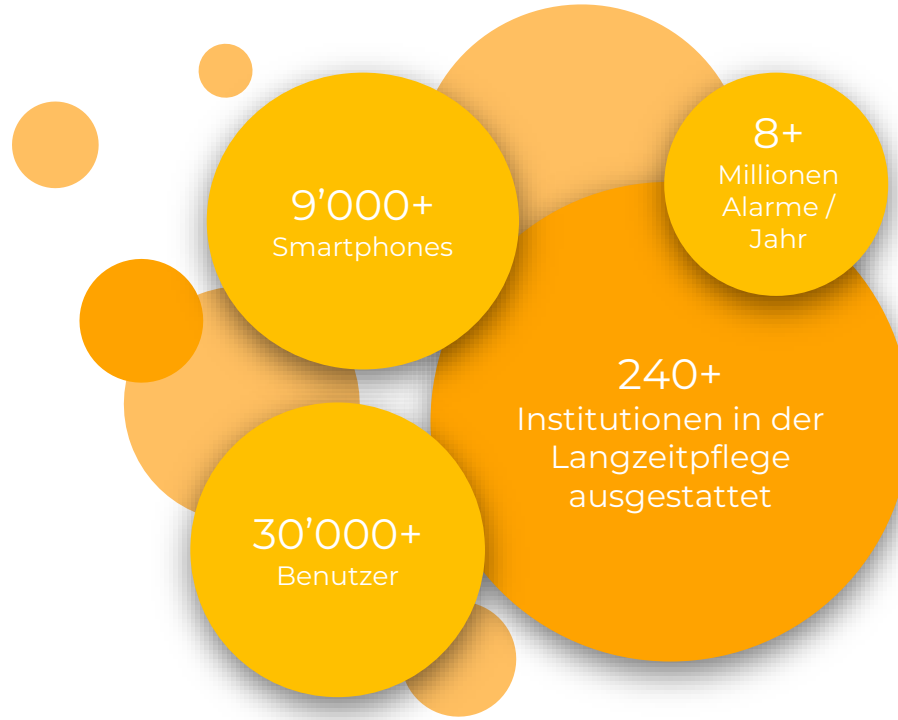 9’000+
Smartphones
8+
Millionen
Alarme /
Jahr
240+
Institutionen in der
Langzeitpflege
ausgestattet
30’000+
Benutzer